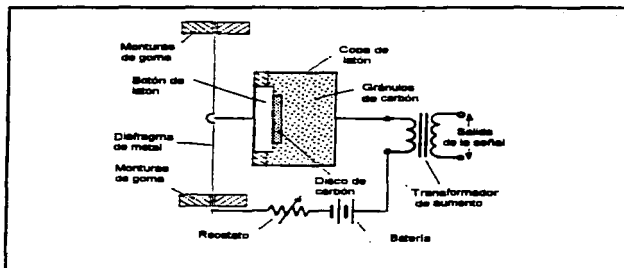 Monturas
de goma
Copa de
latón
Botón de
latón
Gránulos
de carbón
Salida
de la señal
Diafragma
de metal
Monturas
de goma
Disco de
carbón
Transformador
de aumento
Reostato
Batería